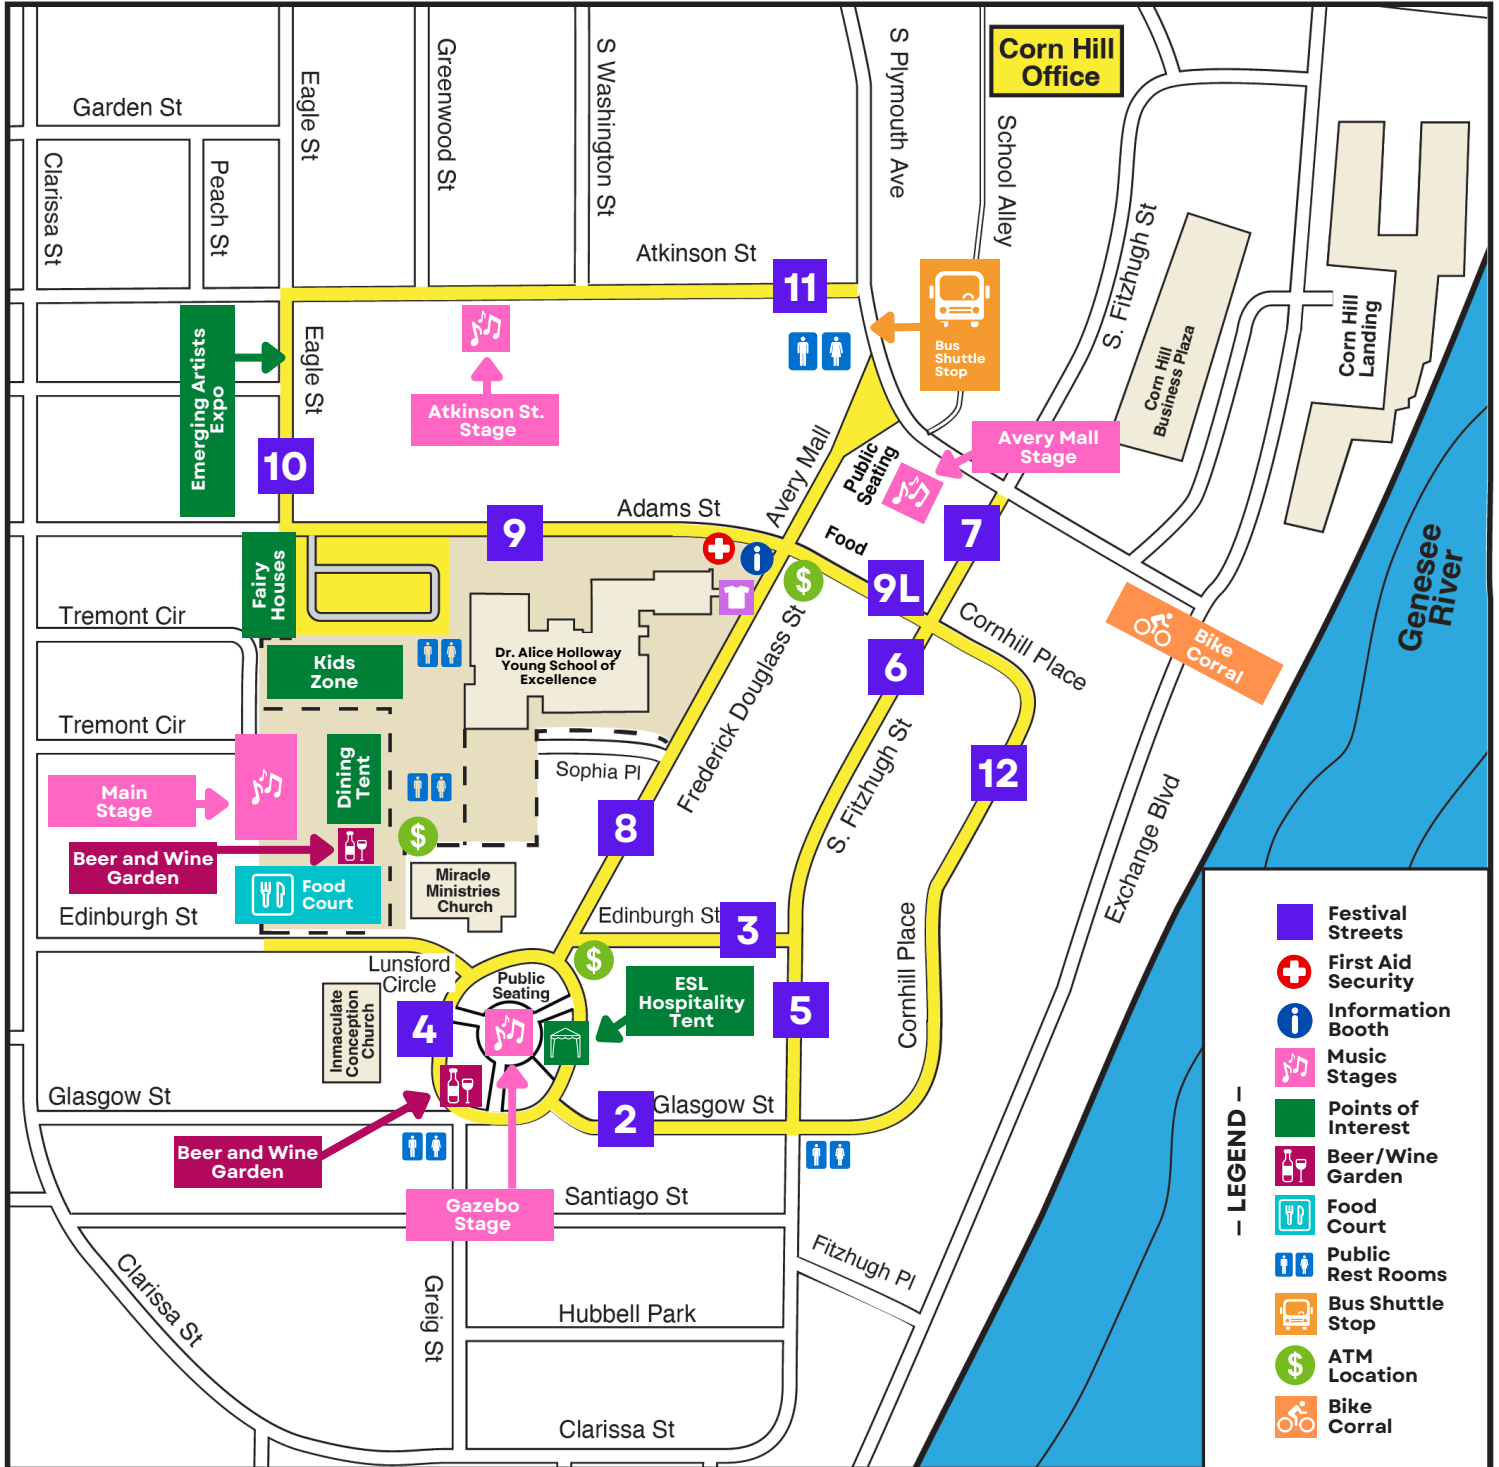 Garden St
Clarissa St
Peach St
Eagle St
Greenwood St
S Washington St
S Plymouth Ave
School Alley
Corn Hill
Office
S. Fitzhugh St
Atkinson St
11
Bus
Shuttle
Stop
Corn Hill
Business Plaza
Corn Hill
Landing
Emerging Artists
Expo
Eagle St
Atkinson St.
Stage
10
Avery Mall
Public
Seating
Avery Mall
Stage
Adams St
9
Food
7
9L
Genesee
River
Fairy
Houses
Tremont Cir
Kids
Zone
Dr. Alice Holloway
Young School of
Excellence
Frederick Douglass St
6
Cornhill Place
Bike
Corral
Tremont Cir
Main
Stage
Dining
Tent
Sophia Pl
8
S. Fitzhugh St
12
Exchange Blvd
Beer and Wine
Garden
Food
Court
Miracle
Ministries
Church
Edinburgh St
Edinburgh St
3
Lunsford
Circle
Public
Seating
ESL
Hospitality
Tent
Immaculate
Conception
Church
4
5
Cornhill Place
Glasgow St
2
Glasgow St
Beer and Wine
Garden
Gazebo
Stage
Santiago St
Fitzhugh Pl
Clarissa St
Greig St
Hubbell Park
Clarissa St
– LEGEND –
Festival
Streets
First Aid
Security
Information
Booth
Music
Stages
Points of
Interest
Beer/Wine
Garden
Food
Court
Public
Rest Rooms
Bus Shuttle
Stop
ATM
Location
Bike
Corral